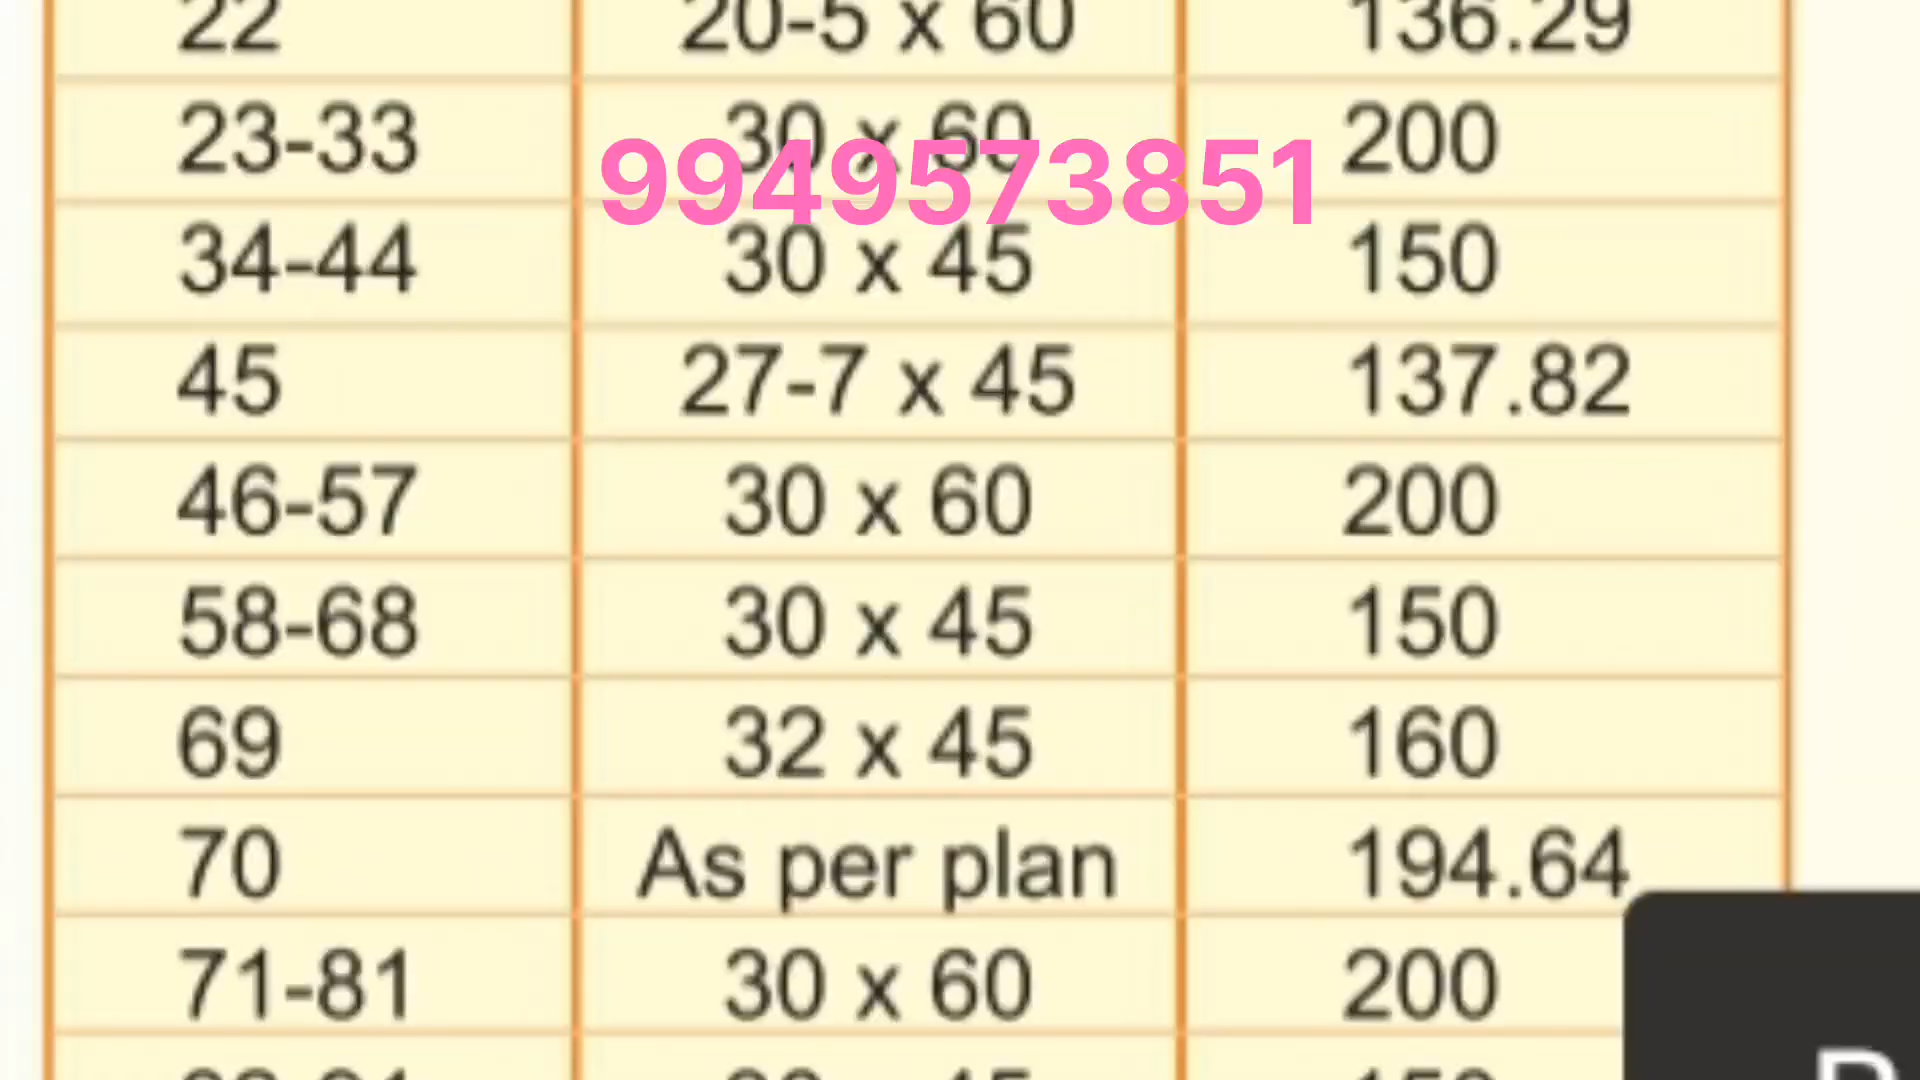 22 20-5 x 60 136.29
23-33 30 x 60 200
9949573851
34-44 30 x 45 150
45 27-7 x 45 137.82
46-57 30 x 60 200
58-68 30 x 45 150
69 32 x 45 160
70 As per plan 194.64
71-81 30 x 60 200